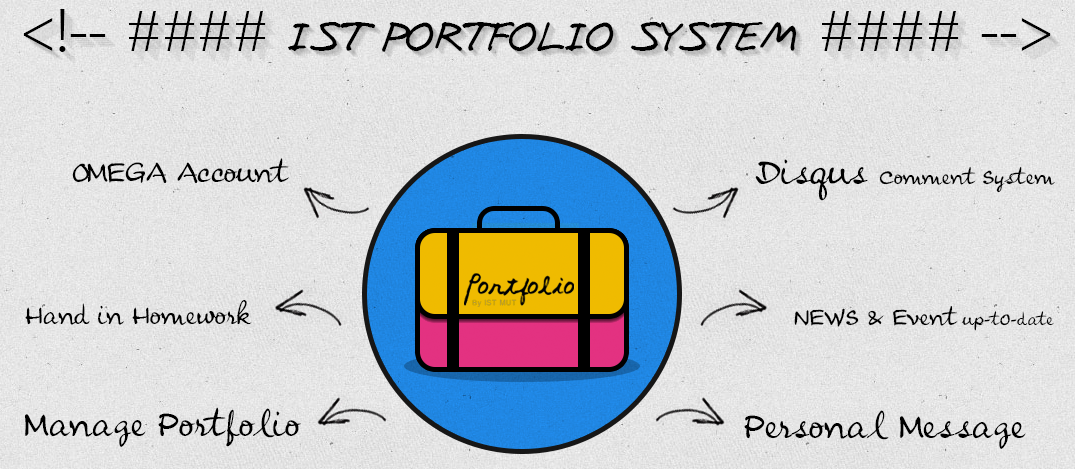 <!-- #### IST PORTFOLIO SYSTEM #### -->
OMEGA Account
Disqus Comment System
Portfolio
By IST MUT
Hand in Homework
NEWS & Event up-to-date
Manage Portfolio
Personal Message